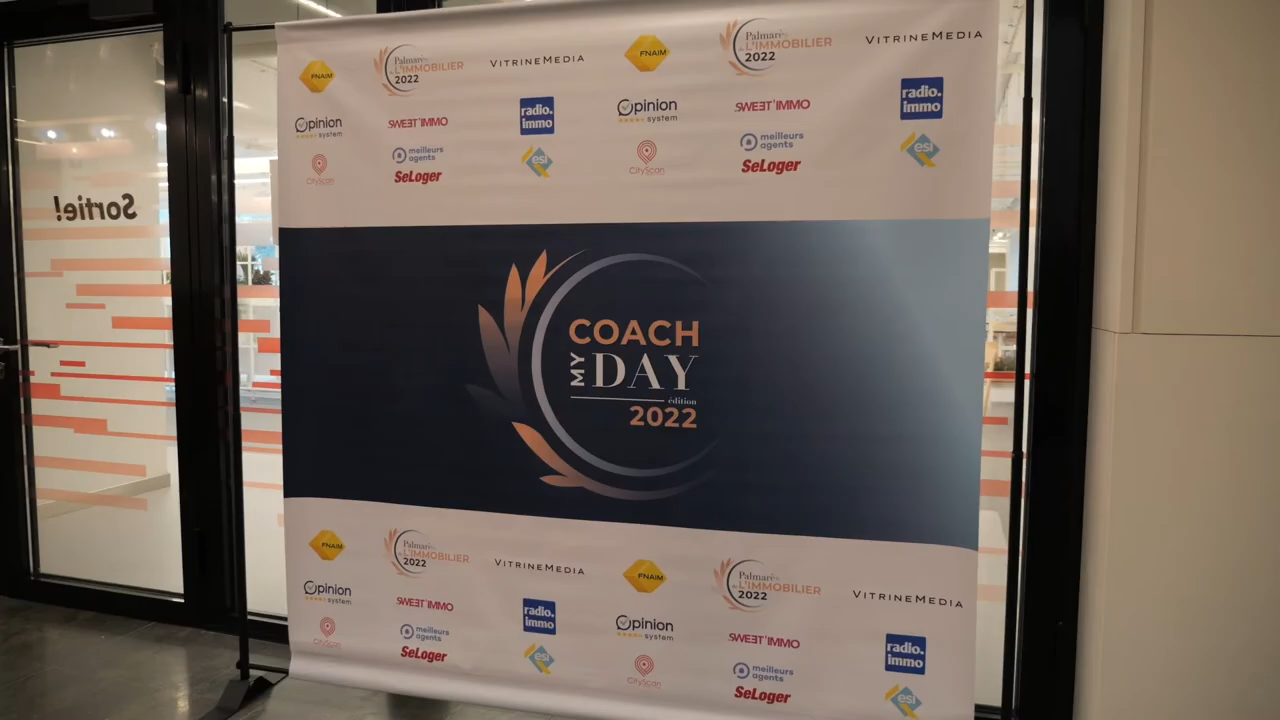 Sortie!
FNAIM
Palmarès
de L'IMMOBILIER
2022
VITRINEMEDIA
FNAIM
Palmarès
de L'IMMOBILIER
2022
VITRINEMEDIA
Opinion
system
SWEET'IMMO
radio.
immo
Opinion
system
SWEET'IMMO
radio.
immo
CityScan
meilleurs
agents
SeLoger
esi
CityScan
meilleurs
agents
SeLoger
esi
COACH
MY DAY
édition
2022
FNAIM
Palmarès
de L'IMMOBILIER
2022
VITRINEMEDIA
FNAIM
Palmarès
de L'IMMOBILIER
2022
VITRINEMEDIA
Opinion
system
SWEET'IMMO
radio.
immo
Opinion
system
SWEET'IMMO
radio.
immo
CityScan
meilleurs
agents
SeLoger
esi
CityScan
meilleurs
agents
SeLoger
esi